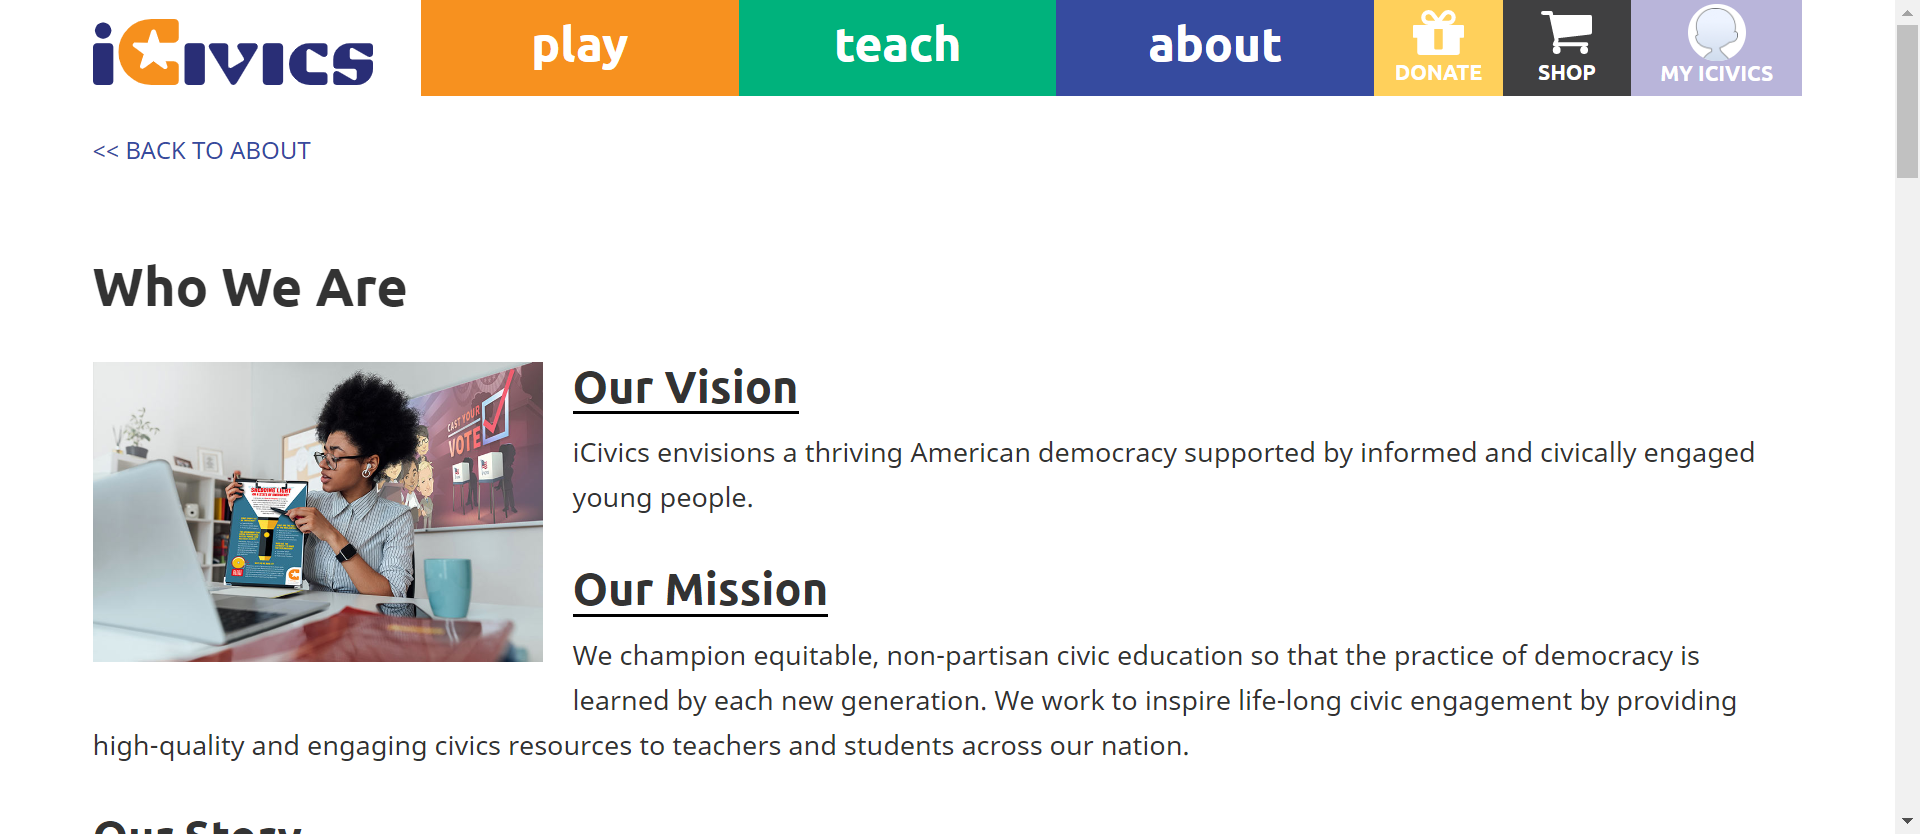 iCivics
play
teach
about
DONATE
SHOP
MY ICIVICS
<< BACK TO ABOUT
Who We Are
CAST YOUR
VOTE
SHEDDING LIGHT
Our Vision
iCivics envisions a thriving American democracy supported by informed and civically engaged
young people.
Our Mission
We champion equitable, non-partisan civic education so that the practice of democracy is
learned by each new generation. We work to inspire life-long civic engagement by providing
high-quality and engaging civics resources to teachers and students across our nation.
Our Story